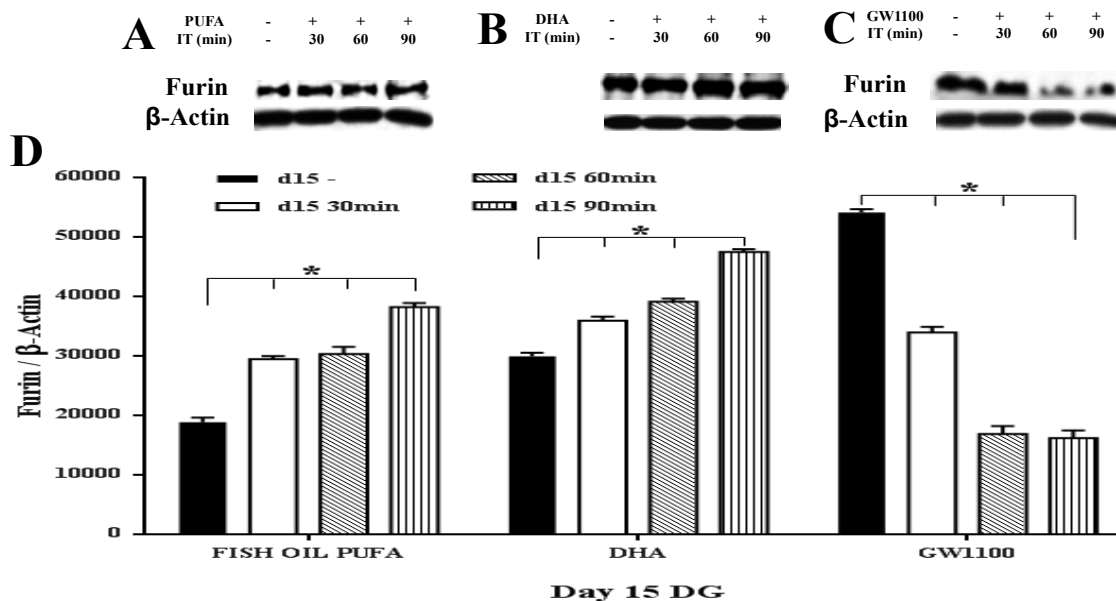 A
PUFA - + + +
IT (min) - 30 60 90
Furin
β-Actin
B
DHA - + + +
IT (min) - 30 60 90
C
GW1100 - + + +
IT (min) - 30 60 90
Furin
β-Actin
D
d15 -
d15 30min
d15 60min
d15 90min
60000
50000
40000
30000
20000
10000
0
Furin / β-Actin
*
*
*
FISH OIL PUFA
DHA
GW1100
Day 15 DG